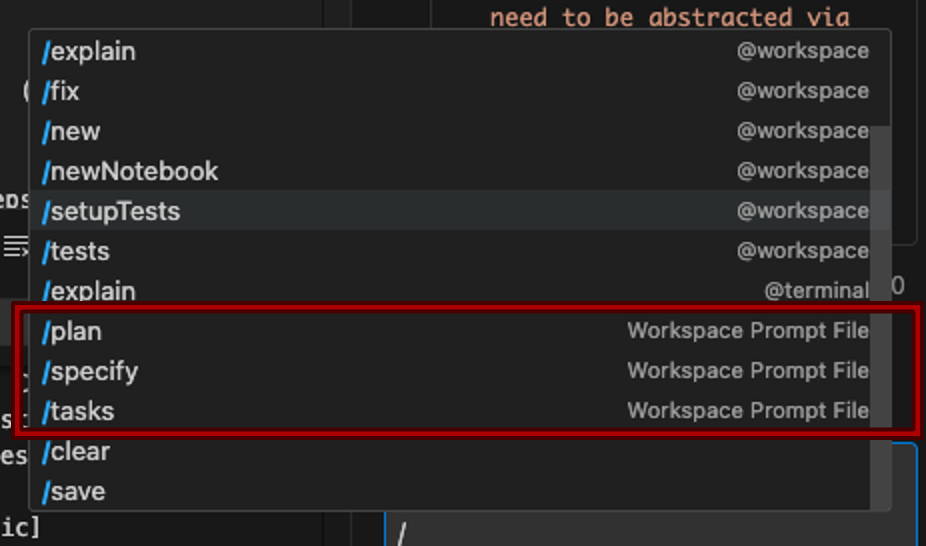 need to be abstracted via
/explain @workspace
/fix @workspace
/new @workspace
/newNotebook @workspace
/setupTests @workspace
/tests @workspace
/explain @terminal
/plan Workspace Prompt File
/specify Workspace Prompt File
/tasks Workspace Prompt File
/clear
/save
ic]
/